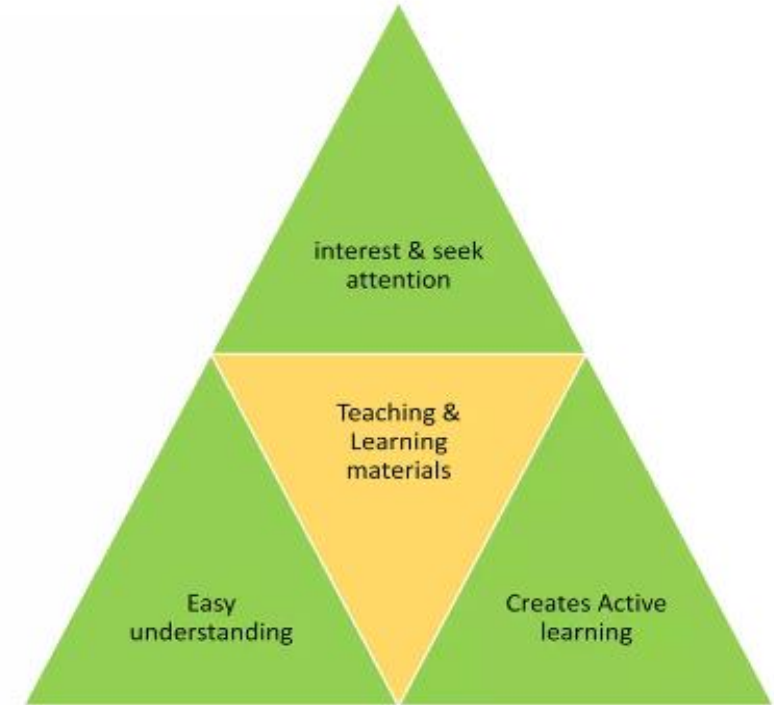 interest & seek
attention
Teaching &
Learning
materials
Easy
understanding
Creates Active
learning